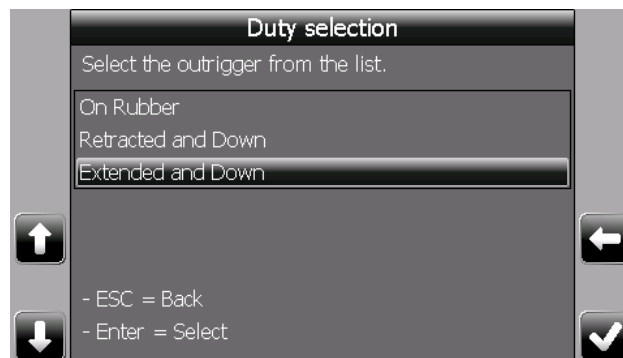 Duty selection
Select the outrigger from the list.
On Rubber
Retracted and Down
Extended and Down
- ESC = Back
- Enter = Select